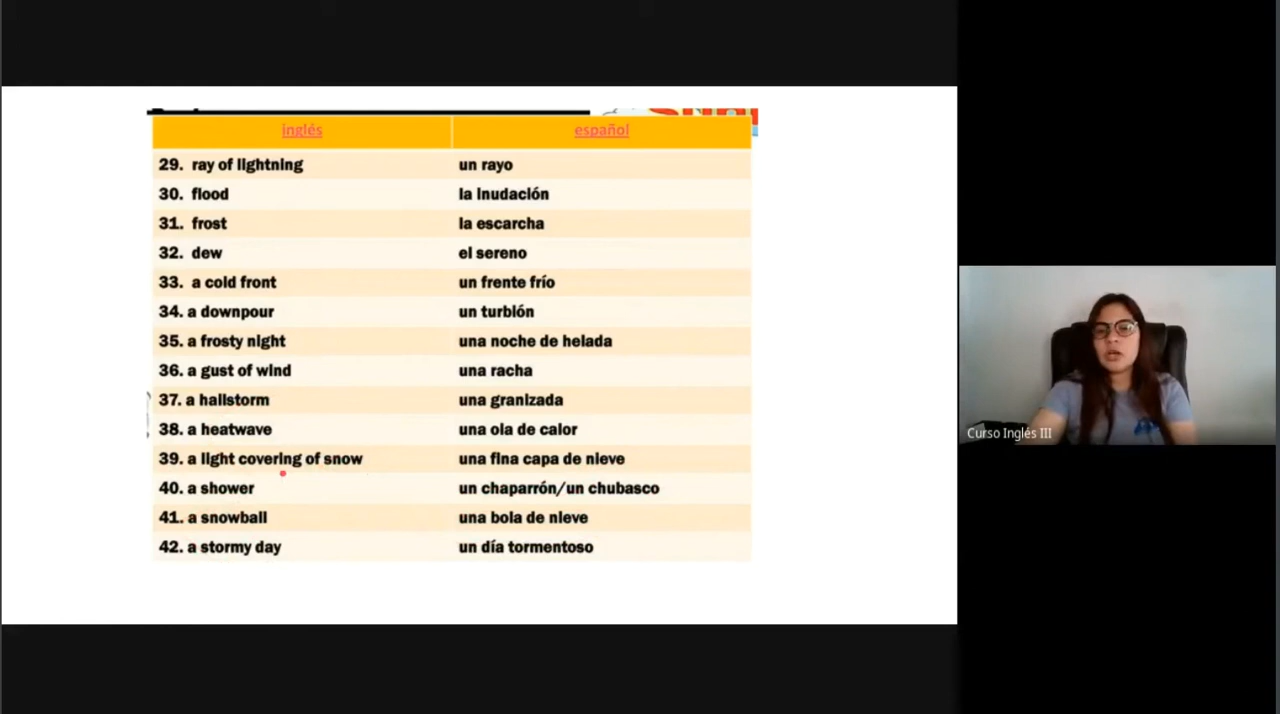 inglés español
29. ray of lightning un rayo
30. flood la inudación
31. frost la escarcha
32. dew el sereno
33. a cold front un frente frío
34. a downpour un turbión
35. a frosty night una noche de helada
36. a gust of wind una racha
37. a hailstorm una granizada
38. a heatwave una ola de calor
39. a light covering of snow una fina capa de nieve
40. a shower un chaparrón/un chubasco
41. a snowball una bola de nieve
42. a stormy day un día tormentoso
Curso Inglés III